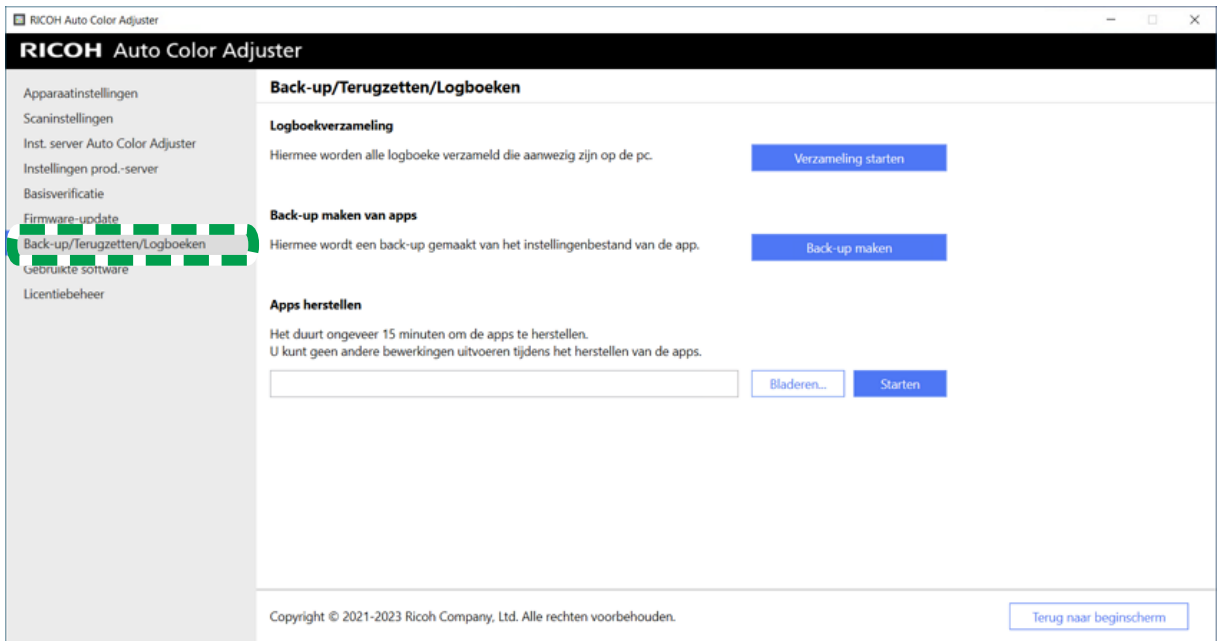 RICOH Auto Color Adjuster
RICOH Auto Color Adjuster
Apparaatinstellingen
Scaninstellingen
Inst. server Auto Color Adjuster
Instellingen prod.-server
Basisverificatie
Firmware-update
Back-up/Terugzetten/Logboeken
Gebruikte software
Licentiebeheer
Back-up/Terugzetten/Logboeken
Logboekverzameling
Hiermee worden alle logboeke verzameld die aanwezig zijn op de pc.
Verzameling starten
Back-up maken van apps
Hiermee wordt een back-up gemaakt van het instellingenbestand van de app.
Back-up maken
Apps herstellen
Het duurt ongeveer 15 minuten om de apps te herstellen.
U kunt geen andere bewerkingen uitvoeren tijdens het herstellen van de apps.
Bladeren...
Starten
Copyright © 2021-2023 Ricoh Company, Ltd. Alle rechten voorbehouden.
Terug naar beginscherm